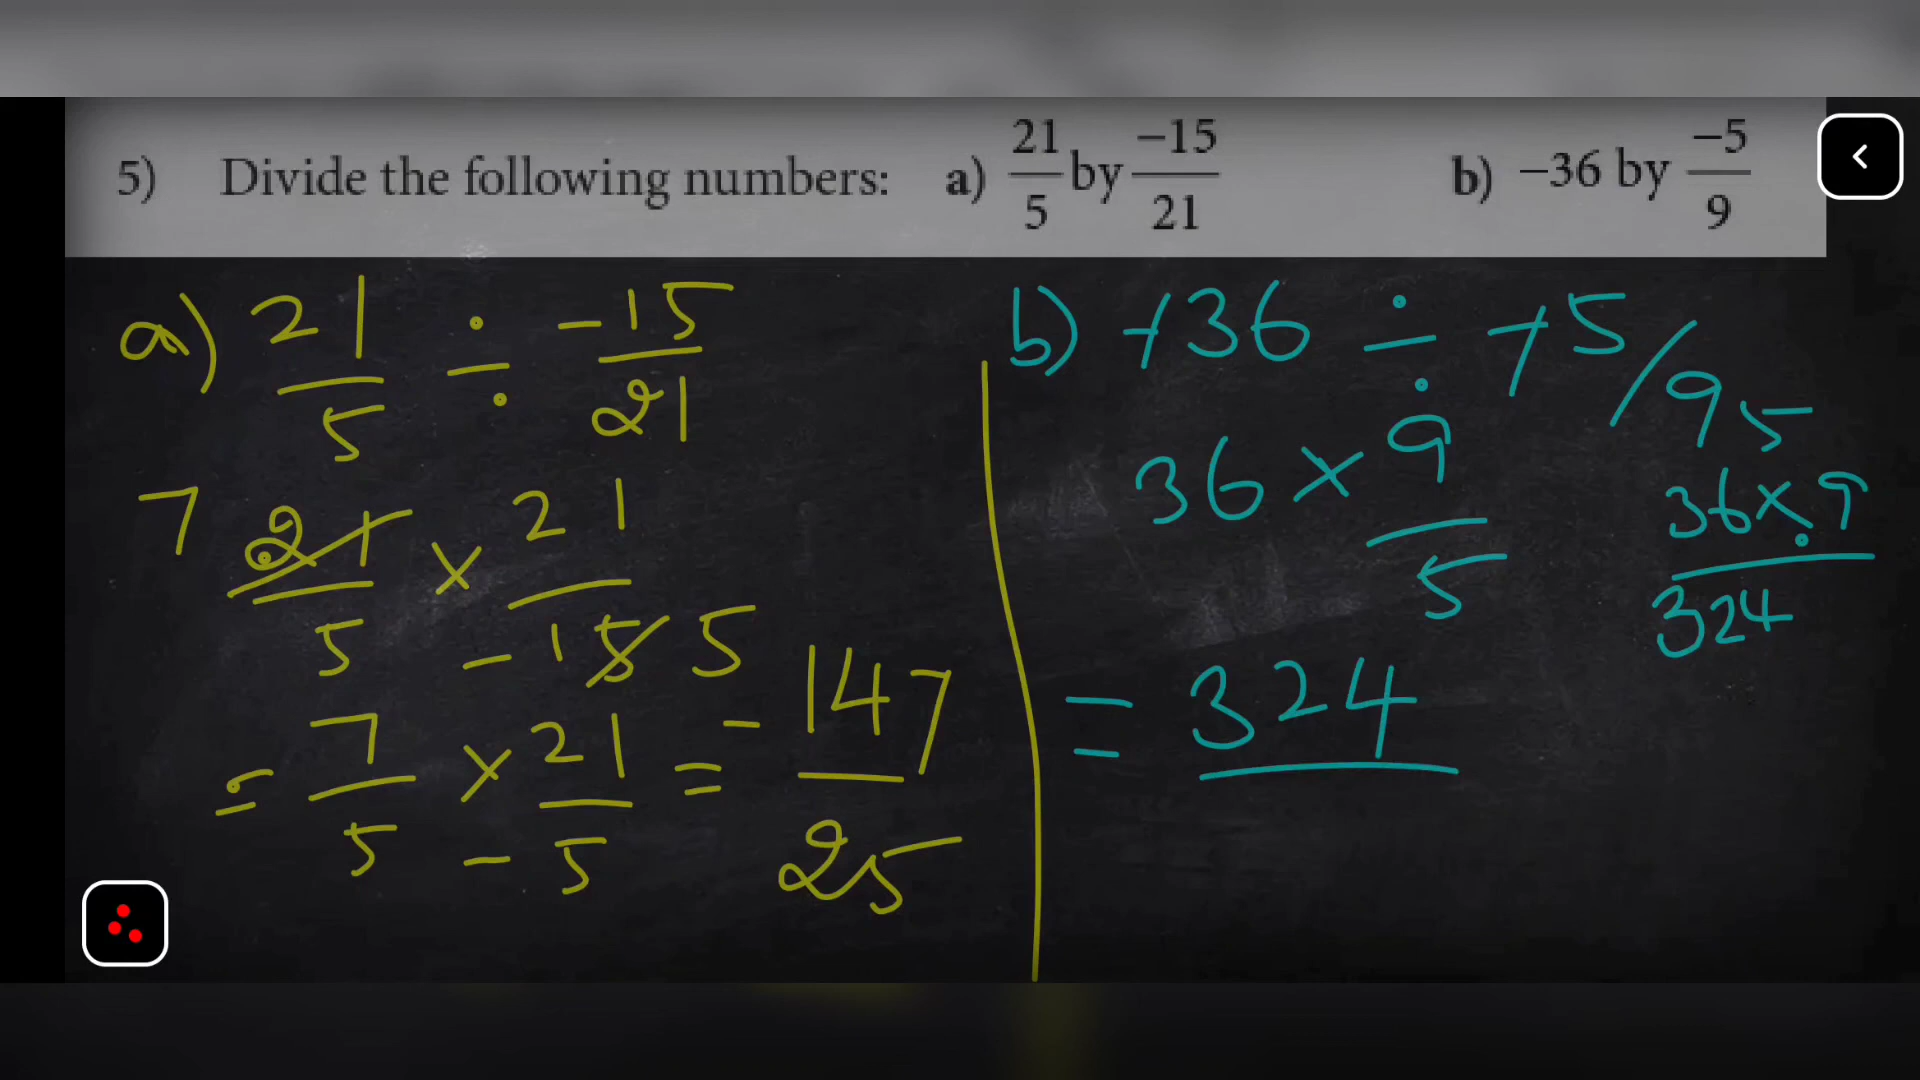 5) Divide the following numbers: a) 21/5 by −15/21 b) −36 by −5/9
a) 21/5 ÷ −15/21
7 21/5 × 21/−15 5
= 7/5 × 21/−5 = −147/25
b) +36 ÷ +5/9
36 × 9/5
5
36 × 9
324
= 324